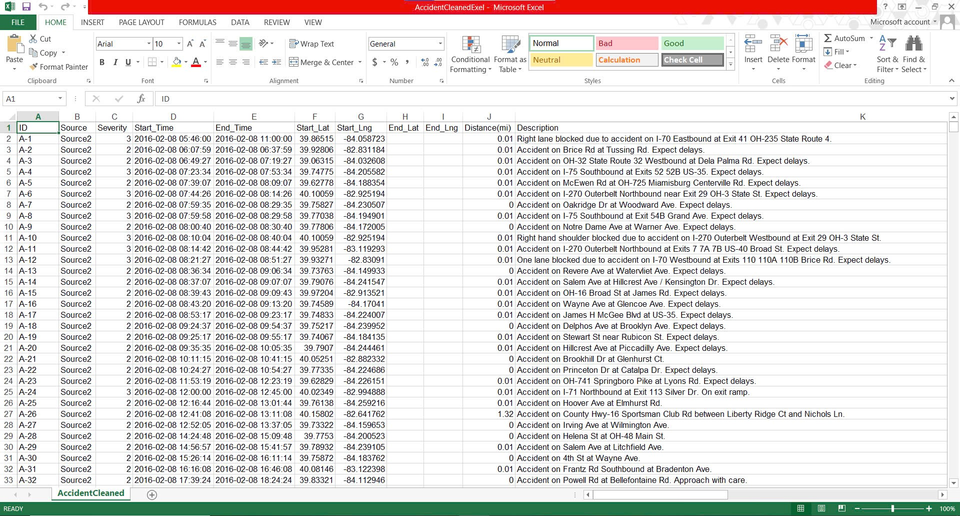 AccidentCleanedExel - Microsoft Excel
FILE HOME INSERT PAGE LAYOUT FORMULAS DATA REVIEW VIEW Microsoft account
Paste Cut Copy Format Painter Clipboard
Arial 10 B I U Font
Wrap Text Merge & Center Alignment
General $ % , Number
Conditional Formatting Format as Table Normal Bad Good Neutral Calculation Check Cell Styles
Insert Delete Format Cells
AutoSum Fill Clear Sort & Filter Find & Select Editing
A1 fx ID
A B C D E F G H I J K
1 ID Source Severity Start_Time End_Time Start_Lat Start_Lng End_Lat End_Lng Distance(mi) Description
2 A-1 Source2 3 2016-02-08 05:46:00 2016-02-08 11:00:00 39.86515 -84.058723 0.01 Right lane blocked due to accident on I-70 Eastbound at Exit 41 OH-235 State Route 4.
3 A-2 Source2 2 2016-02-08 06:07:59 2016-02-08 06:37:59 39.92806 -82.831184 0.01 Accident on Brice Rd at Tussing Rd. Expect delays.
4 A-3 Source2 2 2016-02-08 06:49:27 2016-02-08 07:19:27 39.06315 -84.032608 0.01 Accident on OH-32 State Route 32 Westbound at Dela Palma Rd. Expect delays.
5 A-4 Source2 3 2016-02-08 07:23:34 2016-02-08 07:53:34 39.74775 -84.205582 0.01 Accident on I-75 Southbound at Exits 52 52B US-35. Expect delays.
6 A-5 Source2 2 2016-02-08 07:39:07 2016-02-08 08:09:07 39.62778 -84.188354 0.01 Accident on McEwen Rd at OH-725 Miamisburg Centerville Rd. Expect delays.
7 A-6 Source2 3 2016-02-08 07:44:26 2016-02-08 08:14:26 40.10059 -82.925194 0.01 Accident on I-270 Outerbelt Northbound near Exit 29 OH-3 State St. Expect delays.
8 A-7 Source2 2 2016-02-08 07:59:35 2016-02-08 08:29:35 39.75827 -84.230507 0 Accident on Oakridge Dr at Woodward Ave. Expect delays.
9 A-8 Source2 3 2016-02-08 07:59:58 2016-02-08 08:29:58 39.77038 -84.194901 0.01 Accident on I-75 Southbound at Exit 54B Grand Ave. Expect delays.
10 A-9 Source2 2 2016-02-08 08:00:40 2016-02-08 08:30:40 39.77806 -84.172005 0 Accident on Notre Dame Ave at Warner Ave. Expect delays.
11 A-10 Source2 3 2016-02-08 08:10:04 2016-02-08 08:40:04 40.10059 -82.925194 0.01 Right hand shoulder blocked due to accident on I-270 Outerbelt Westbound at Exit 29 OH-3 State St.
12 A-11 Source2 3 2016-02-08 08:14:42 2016-02-08 08:44:42 39.95281 -83.119293 0.01 Accident on I-270 Outerbelt Northbound at Exits 7 7A 7B US-40 Broad St. Expect delays.
13 A-12 Source2 3 2016-02-08 08:21:27 2016-02-08 08:51:27 39.93271 -82.83091 0.01 One lane blocked due to accident on I-70 Westbound at Exits 110 110A 110B Brice Rd. Expect delays.
14 A-13 Source2 2 2016-02-08 08:36:34 2016-02-08 09:06:34 39.73763 -84.149933 0 Accident on Revere Ave at Watervliet Ave. Expect delays.
15 A-14 Source2 2 2016-02-08 08:37:07 2016-02-08 09:07:07 39.79076 -84.241547 0.01 Accident on Salem Ave at Hillcrest Ave / Kensington Dr. Expect delays.
16 A-15 Source2 2 2016-02-08 08:39:43 2016-02-08 09:09:43 39.97204 -82.913521 0.01 Accident on OH-16 Broad St at James Rd. Expect delays.
17 A-16 Source2 2 2016-02-08 08:43:20 2016-02-08 09:13:20 39.74589 -84.17041 0.01 Accident on Wayne Ave at Glencoe Ave. Expect delays.
18 A-17 Source2 2 2016-02-08 08:53:17 2016-02-08 09:23:17 39.74833 -84.224007 0.01 Accident on James H McGee Blvd at US-35. Expect delays.
19 A-18 Source2 2 2016-02-08 09:24:37 2016-02-08 09:54:37 39.75217 -84.239952 0 Accident on Delphos Ave at Brooklyn Ave. Expect delays.
20 A-19 Source2 2 2016-02-08 09:25:17 2016-02-08 09:55:17 39.74067 -84.184135 0.01 Accident on Stewart St near Rubicon St. Expect delays.
21 A-20 Source2 2 2016-02-08 09:35:35 2016-02-08 10:05:35 39.7907 -84.244461 0.01 Accident on Hillcrest Ave at Piccadilly Ave. Expect delays.
22 A-21 Source2 2 2016-02-08 10:11:15 2016-02-08 10:41:15 40.05251 -82.882332 0 Accident on Brookhill Dr at Glenhurst Ct.
23 A-22 Source2 2 2016-02-08 10:24:27 2016-02-08 10:54:27 39.77335 -84.224686 0 Accident on Princeton Dr at Catalpa Dr. Expect delays.
24 A-23 Source2 2 2016-02-08 11:53:19 2016-02-08 12:23:19 39.62829 -84.226151 0.01 Accident on OH-741 Springboro Pike at Lyons Rd. Expect delays.
25 A-24 Source2 3 2016-02-08 12:00:00 2016-02-08 12:45:00 40.02349 -82.994888 0.01 Accident on I-71 Northbound at Exit 113 Silver Dr. On exit ramp.
26 A-25 Source2 2 2016-02-08 12:16:44 2016-02-08 13:01:44 39.76138 -84.259216 0.01 Accident on Hoover Ave at Elmhurst Rd.
27 A-26 Source2 2 2016-02-08 12:41:08 2016-02-08 13:11:08 40.15802 -82.641762 1.32 Accident on County Hwy-16 Sportsman Club Rd between Liberty Ridge Ct and Nichols Ln.
28 A-27 Source2 2 2016-02-08 12:52:05 2016-02-08 13:37:05 39.73322 -84.159653 0 Accident on Irving Ave at Wilmington Ave.
29 A-28 Source2 2 2016-02-08 14:24:48 2016-02-08 15:09:48 39.7753 -84.200523 0 Accident on Helena St at OH-48 Main St.
30 A-29 Source2 2 2016-02-08 14:56:57 2016-02-08 15:41:57 39.78932 -84.239105 0.01 Accident on Salem Ave at Litchfield Ave.
31 A-30 Source2 2 2016-02-08 15:26:14 2016-02-08 16:11:14 39.75872 -84.183762 0 Accident on 4th St at Wayne Ave.
32 A-31 Source2 2 2016-02-08 16:16:08 2016-02-08 16:46:08 40.08146 -83.122398 0.01 Accident on Frantz Rd Southbound at Bradenton Ave.
33 A-32 Source2 2 2016-02-08 17:39:24 2016-02-08 18:24:24 39.83321 -84.112946 0 Accident on Powell Rd at Bellefontaine Rd. Approach with care.
AccidentCleaned
READY 100%